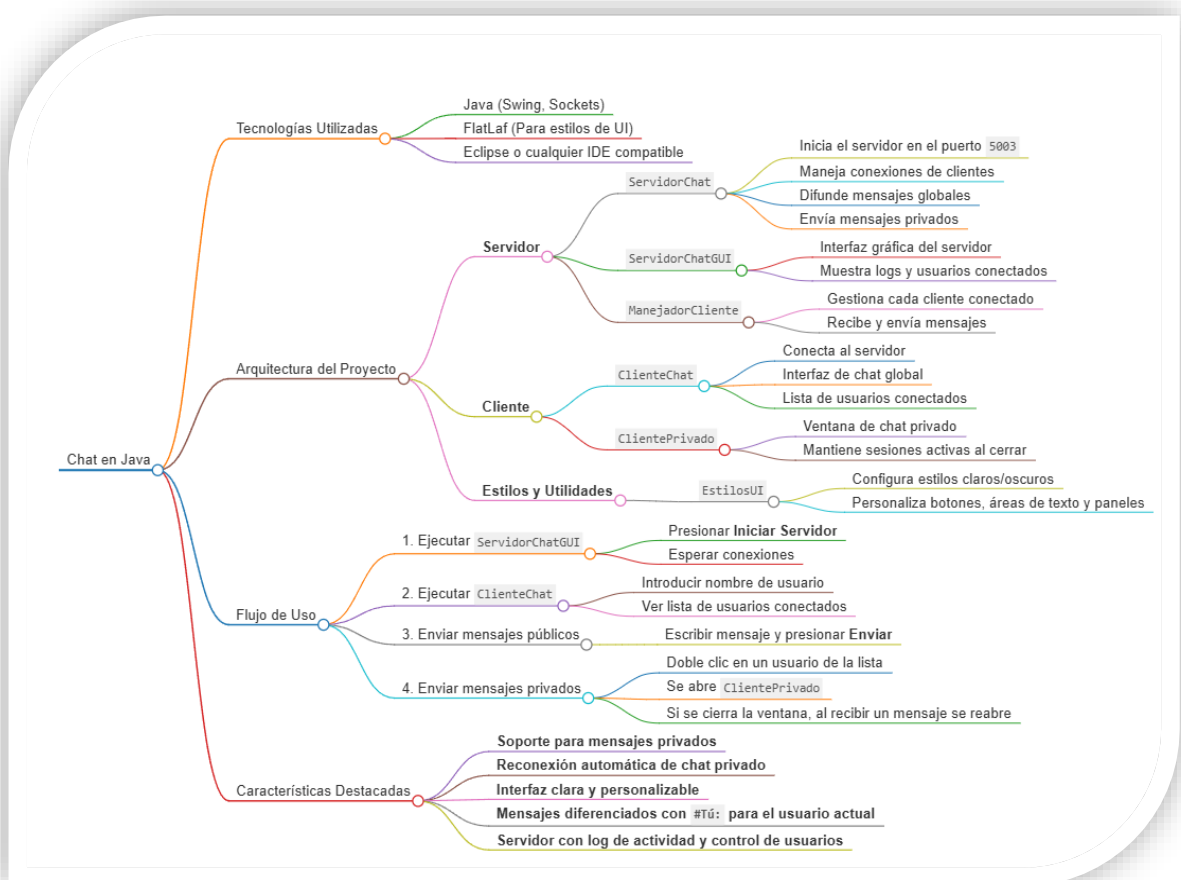 Chat en Java
Tecnologías Utilizadas
Java (Swing, Sockets)
FlatLaf (Para estilos de UI)
Eclipse o cualquier IDE compatible
Arquitectura del Proyecto
Servidor
ServidorChat
Inicia el servidor en el puerto 5003
Maneja conexiones de clientes
Difunde mensajes globales
Envía mensajes privados
ServidorChatGUI
Interfaz gráfica del servidor
Muestra logs y usuarios conectados
ManejadorCliente
Gestiona cada cliente conectado
Recibe y envía mensajes
Cliente
ClienteChat
Conecta al servidor
Interfaz de chat global
Lista de usuarios conectados
ClientePrivado
Ventana de chat privado
Mantiene sesiones activas al cerrar
Estilos y Utilidades
EstilosUI
Configura estilos claros/oscuros
Personaliza botones, áreas de texto y paneles
Flujo de Uso
1. Ejecutar ServidorChatGUI
Presionar Iniciar Servidor
Esperar conexiones
2. Ejecutar ClienteChat
Introducir nombre de usuario
Ver lista de usuarios conectados
3. Enviar mensajes públicos
Escribir mensaje y presionar Enviar
4. Enviar mensajes privados
Doble clic en un usuario de la lista
Se abre ClientePrivado
Si se cierra la ventana, al recibir un mensaje se reabre
Características Destacadas
Soporte para mensajes privados
Reconexión automática de chat privado
Interfaz clara y personalizable
Mensajes diferenciados con #Tú: para el usuario actual
Servidor con log de actividad y control de usuarios